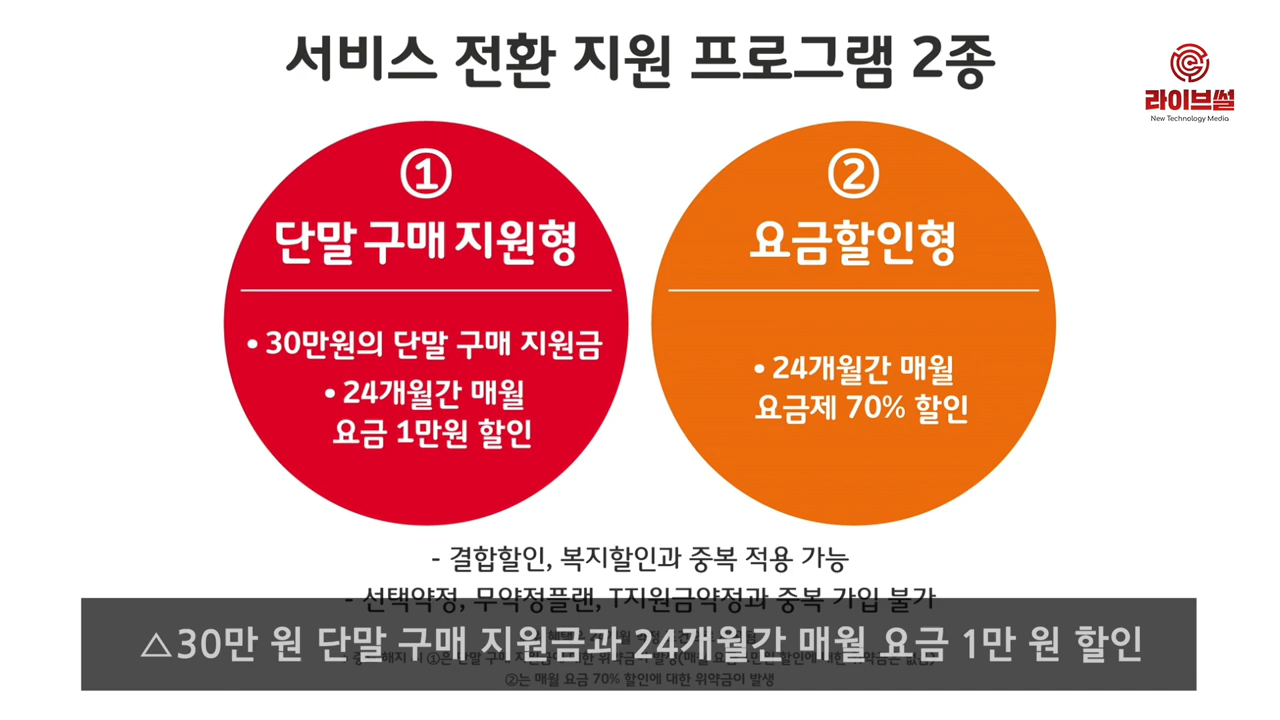 서비스 전환 지원 프로그램 2종
라이브썰
New Technology Media
①
단말 구매 지원형
• 30만원의 단말 구매 지원금
• 24개월간 매월
요금 1만원 할인
②
요금할인형
• 24개월간 매월
요금제 70% 할인
- 결합할인, 복지할인과 중복 적용 가능
- 선택약정, 무약정플랜, T지원금약정과 중복 가입 불가
△30만 원 단말 구매 지원금과 24개월간 매월 요금 1만 원 할인
②는 매월 요금 70% 할인에 대한 위약금이 발생